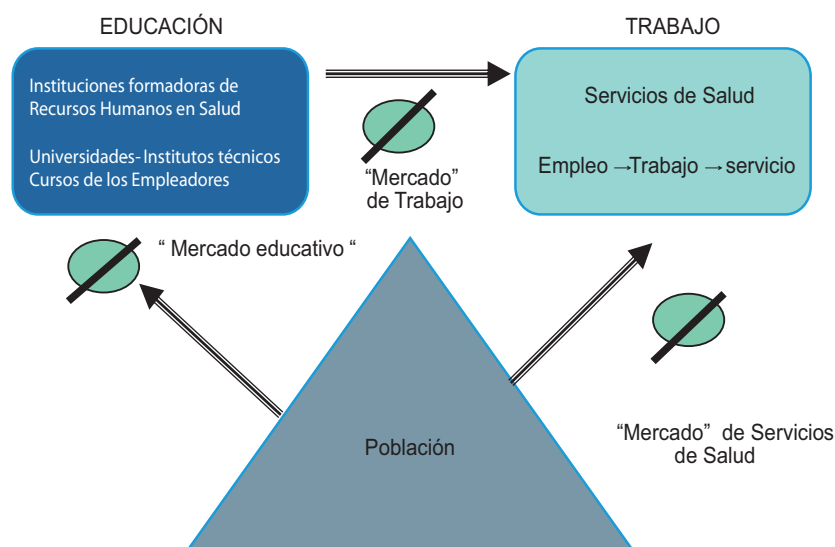 EDUCACIÓN
TRABAJO
Instituciones formadoras de
Recursos Humanos en Salud
Universidades- Institutos técnicos
Cursos de los Empleadores
Servicios de Salud
Empleo →Trabajo → servicio
“Mercado”
de Trabajo
“ Mercado educativo “
Población
“Mercado” de Servicios
de Salud